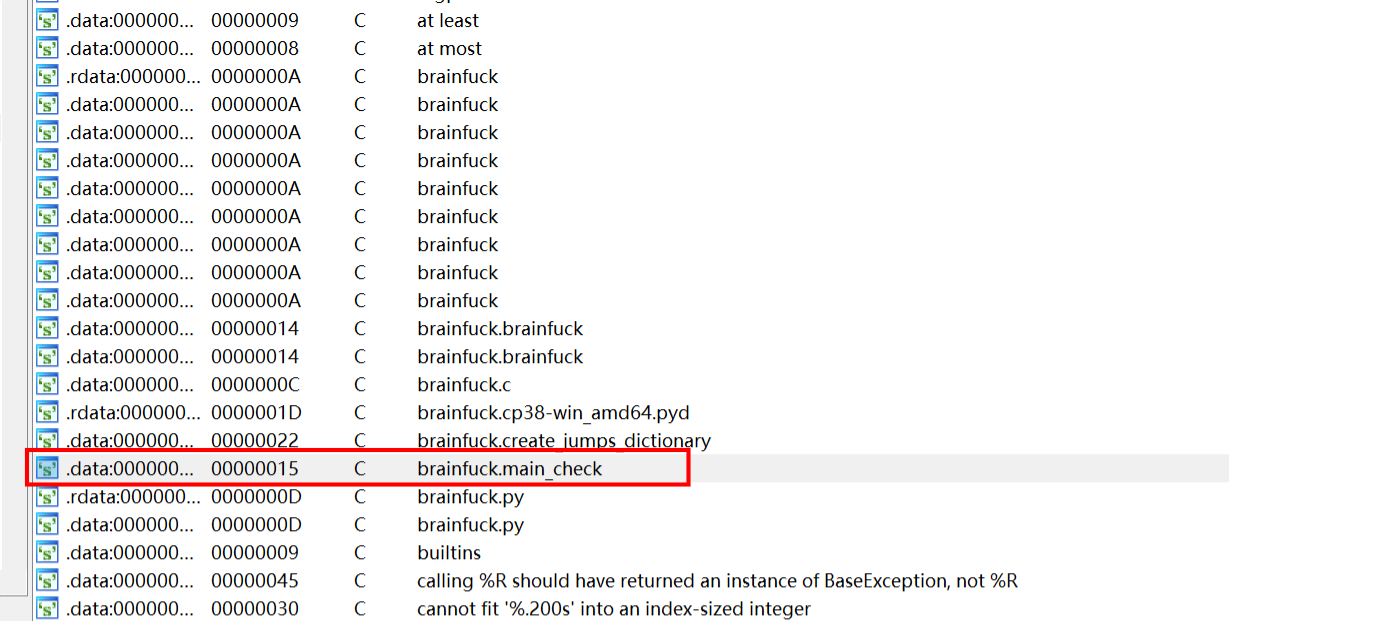 .data:000000... 00000009 C at least
.data:000000... 00000008 C at most
.rdata:000000... 0000000A C brainfuck
.data:000000... 0000000A C brainfuck
.data:000000... 0000000A C brainfuck
.data:000000... 0000000A C brainfuck
.data:000000... 0000000A C brainfuck
.data:000000... 0000000A C brainfuck
.data:000000... 0000000A C brainfuck
.data:000000... 0000000A C brainfuck
.data:000000... 0000000A C brainfuck
.data:000000... 00000014 C brainfuck.brainfuck
.data:000000... 00000014 C brainfuck.brainfuck
.data:000000... 0000000C C brainfuck.c
.rdata:000000... 0000001D C brainfuck.cp38-win_amd64.pyd
.data:000000... 00000022 C brainfuck.create_jumps_dictionary
.data:000000... 00000015 C brainfuck.main_check
.rdata:000000... 0000000D C brainfuck.py
.data:000000... 0000000D C brainfuck.py
.data:000000... 00000009 C builtins
.data:000000... 00000045 C calling %R should have returned an instance of BaseException, not %R
.data:000000... 00000030 C cannot fit '%.200s' into an index-sized integer